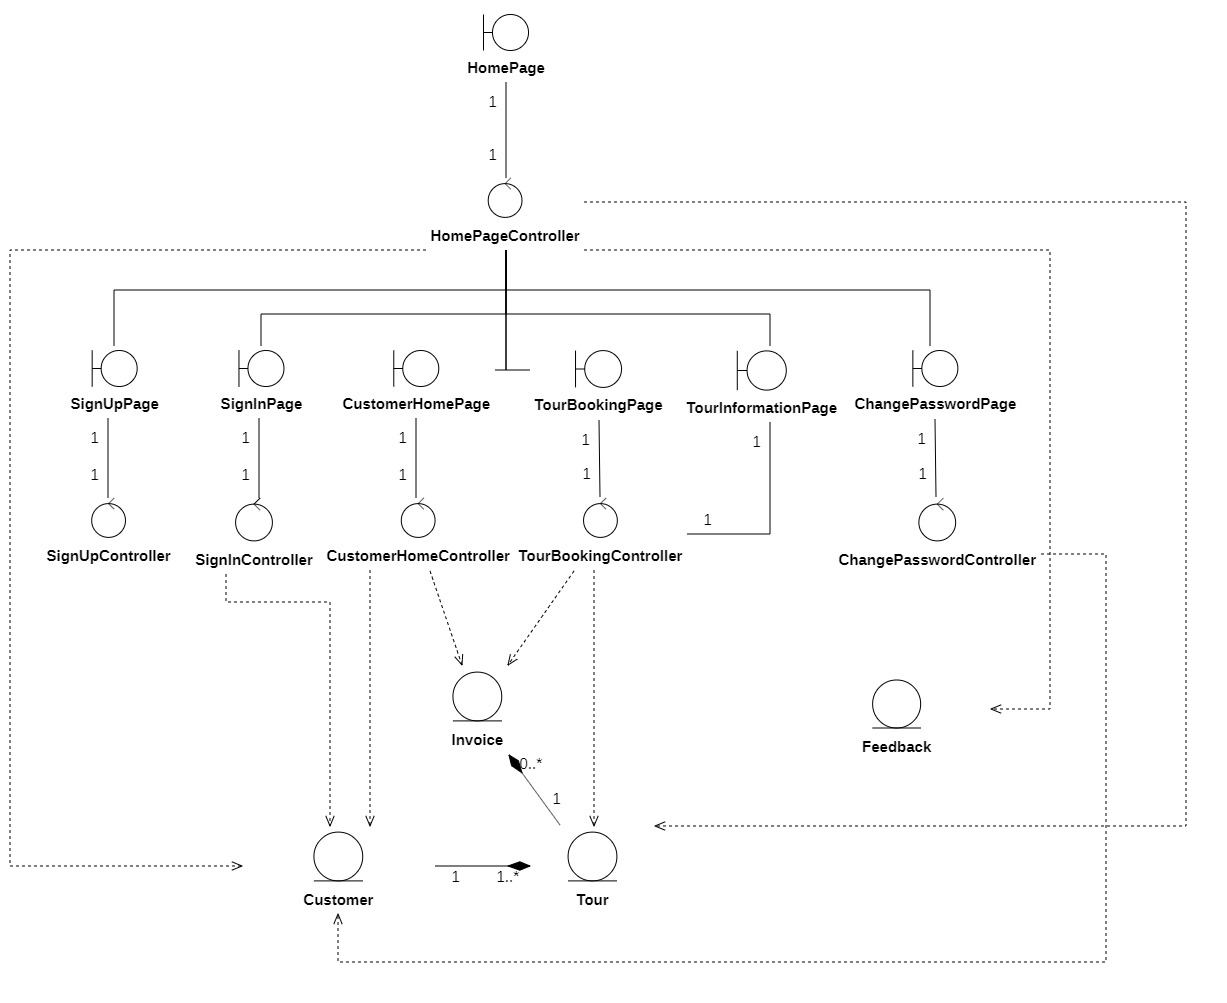 HomePage
1
1
HomePageController
SignUpPage
SignInPage
CustomerHomePage
TourBookingPage
TourInformationPage
ChangePasswordPage
1
1
1
1
1
1
1
1
1
1
1
1
SignUpController
SignInController
CustomerHomeController
TourBookingController
ChangePasswordController
Invoice
Feedback
0..*
1
1
1..*
Customer
Tour